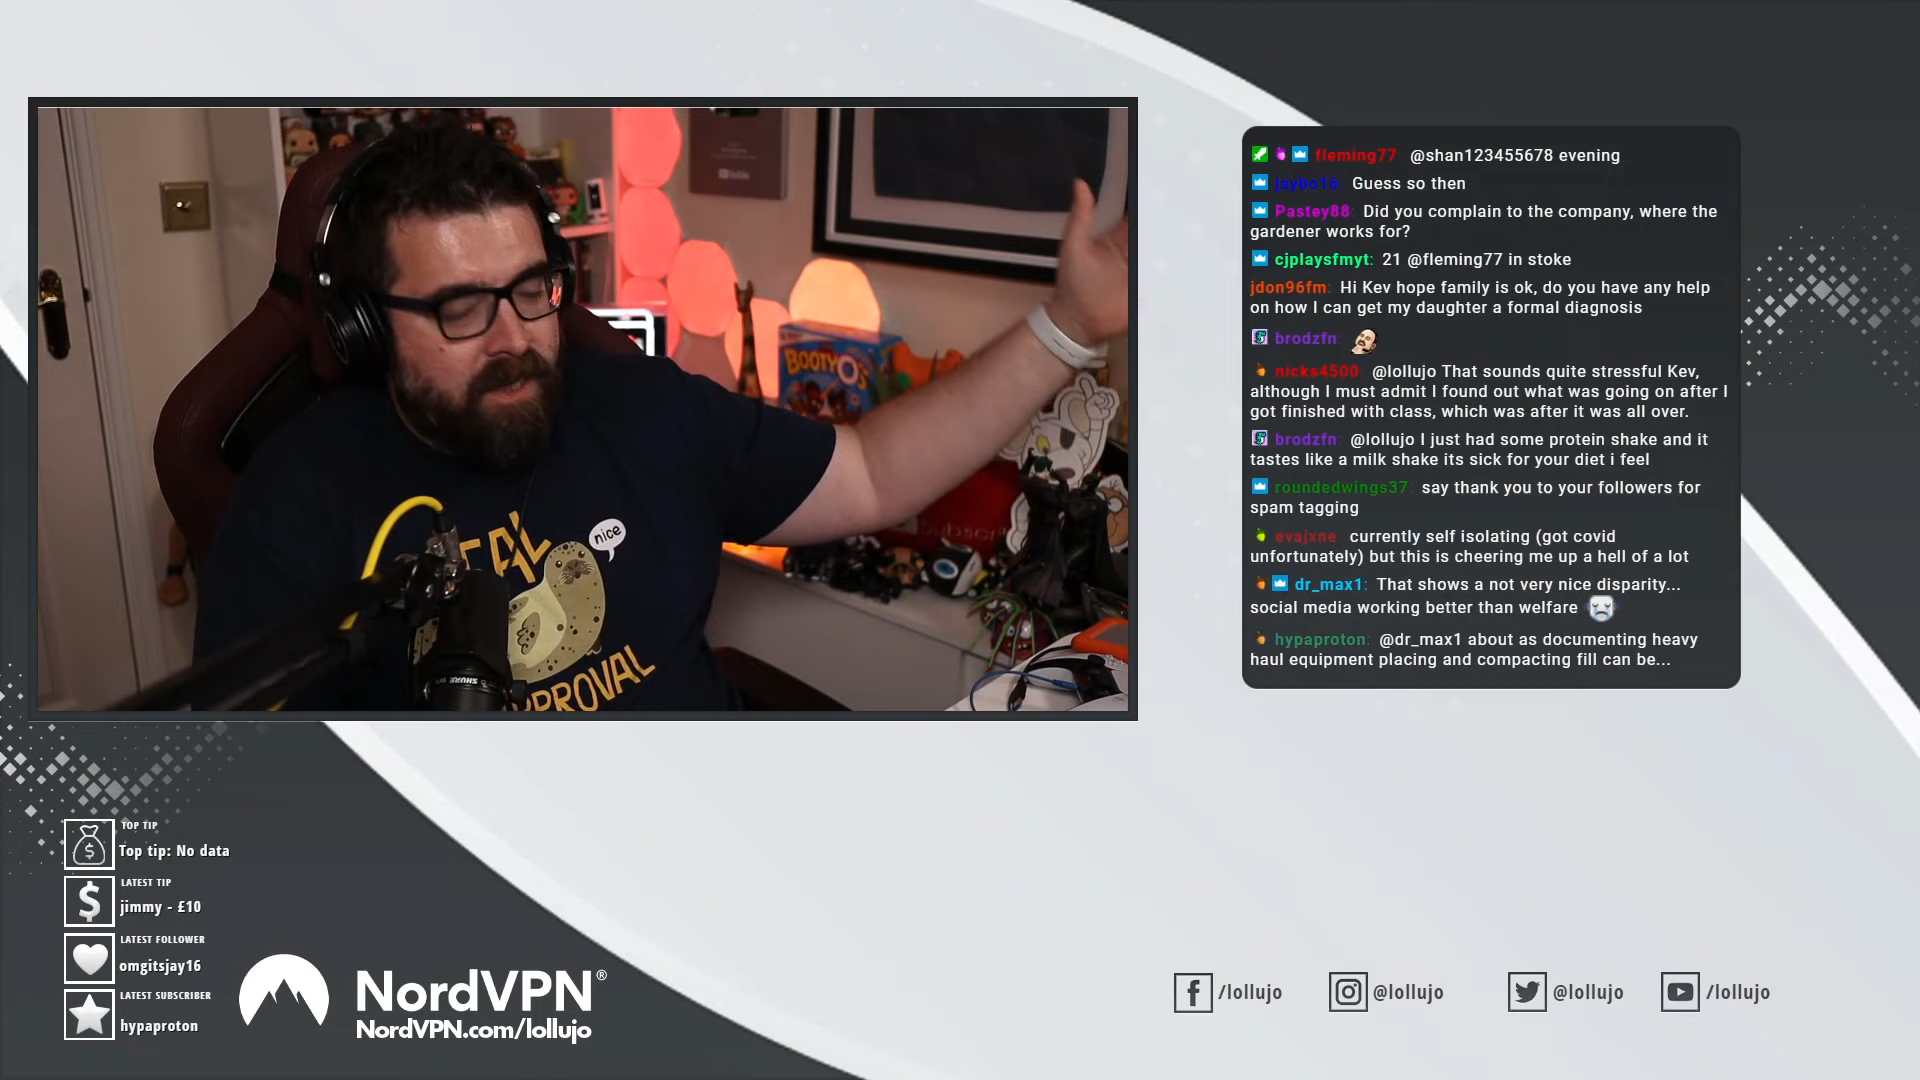 fleming77: @shan123455678 evening
jaybo16: Guess so then
Pastey88: Did you complain to the company, where the
gardener works for?
cjplaysfmyt: 21 @fleming77 in stoke
jdon96fm: Hi Kev hope family is ok, do you have any help
on how I can get my daughter a formal diagnosis
brodzfn:
nicks4500: @lollujo That sounds quite stressful Kev,
although I must admit I found out what was going on after I
got finished with class, which was after it was all over.
brodzfn: @lollujo I just had some protein shake and it
tastes like a milk shake its sick for your diet i feel
roundedwings37: say thank you to your followers for
spam tagging
evajxne: currently self isolating (got covid
unfortunately) but this is cheering me up a hell of a lot
dr_max1: That shows a not very nice disparity...
social media working better than welfare
hypaproton: @dr_max1 about as documenting heavy
haul equipment placing and compacting fill can be...
YouTube
BOOTY O'S
nice
APPROVAL
SHURE
TOP TIP
Top tip: No data
LATEST TIP
jimmy - £10
LATEST FOLLOWER
omgitsjay16
LATEST SUBSCRIBER
hypaproton
NordVPN®
NordVPN.com/lollujo
/lollujo
@lollujo
@lollujo
/lollujo